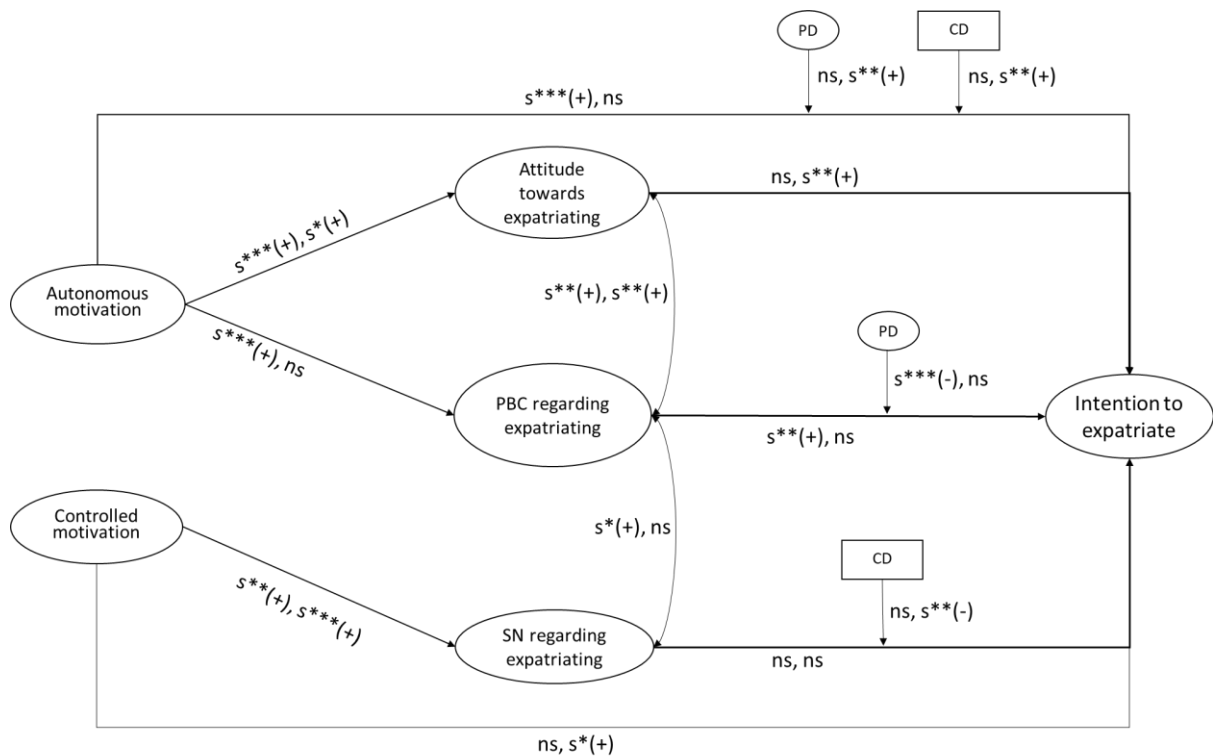 PD
CD
ns, s**(+)
ns, s**(+)
s***(+), ns
Attitude
towards
expatriating
ns, s**(+)
s***(+), s*(+)
Autonomous
motivation
s**(+), s**(+)
s***(+), ns
PD
s***(-), ns
PBC regarding
expatriating
s**(+), ns
Intention to
expatriate
Controlled
motivation
s*(+), ns
CD
s**(+), s***(+)
ns, s**(-)
SN regarding
expatriating
ns, ns
ns, s*(+)